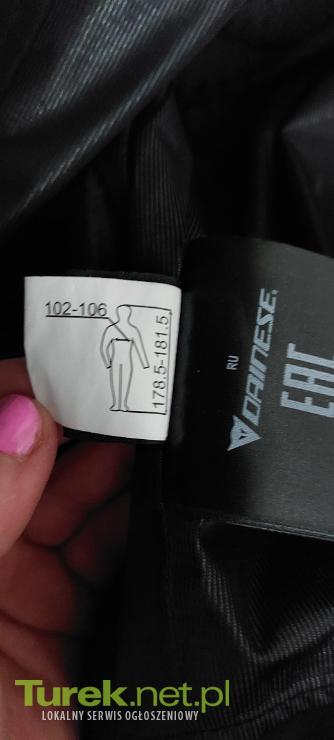 102-106
178.5-181.5
RU
DAINESE®
EAC
Turek.net.pl
LOKALNY SERWIS OGŁOSZENIOWY